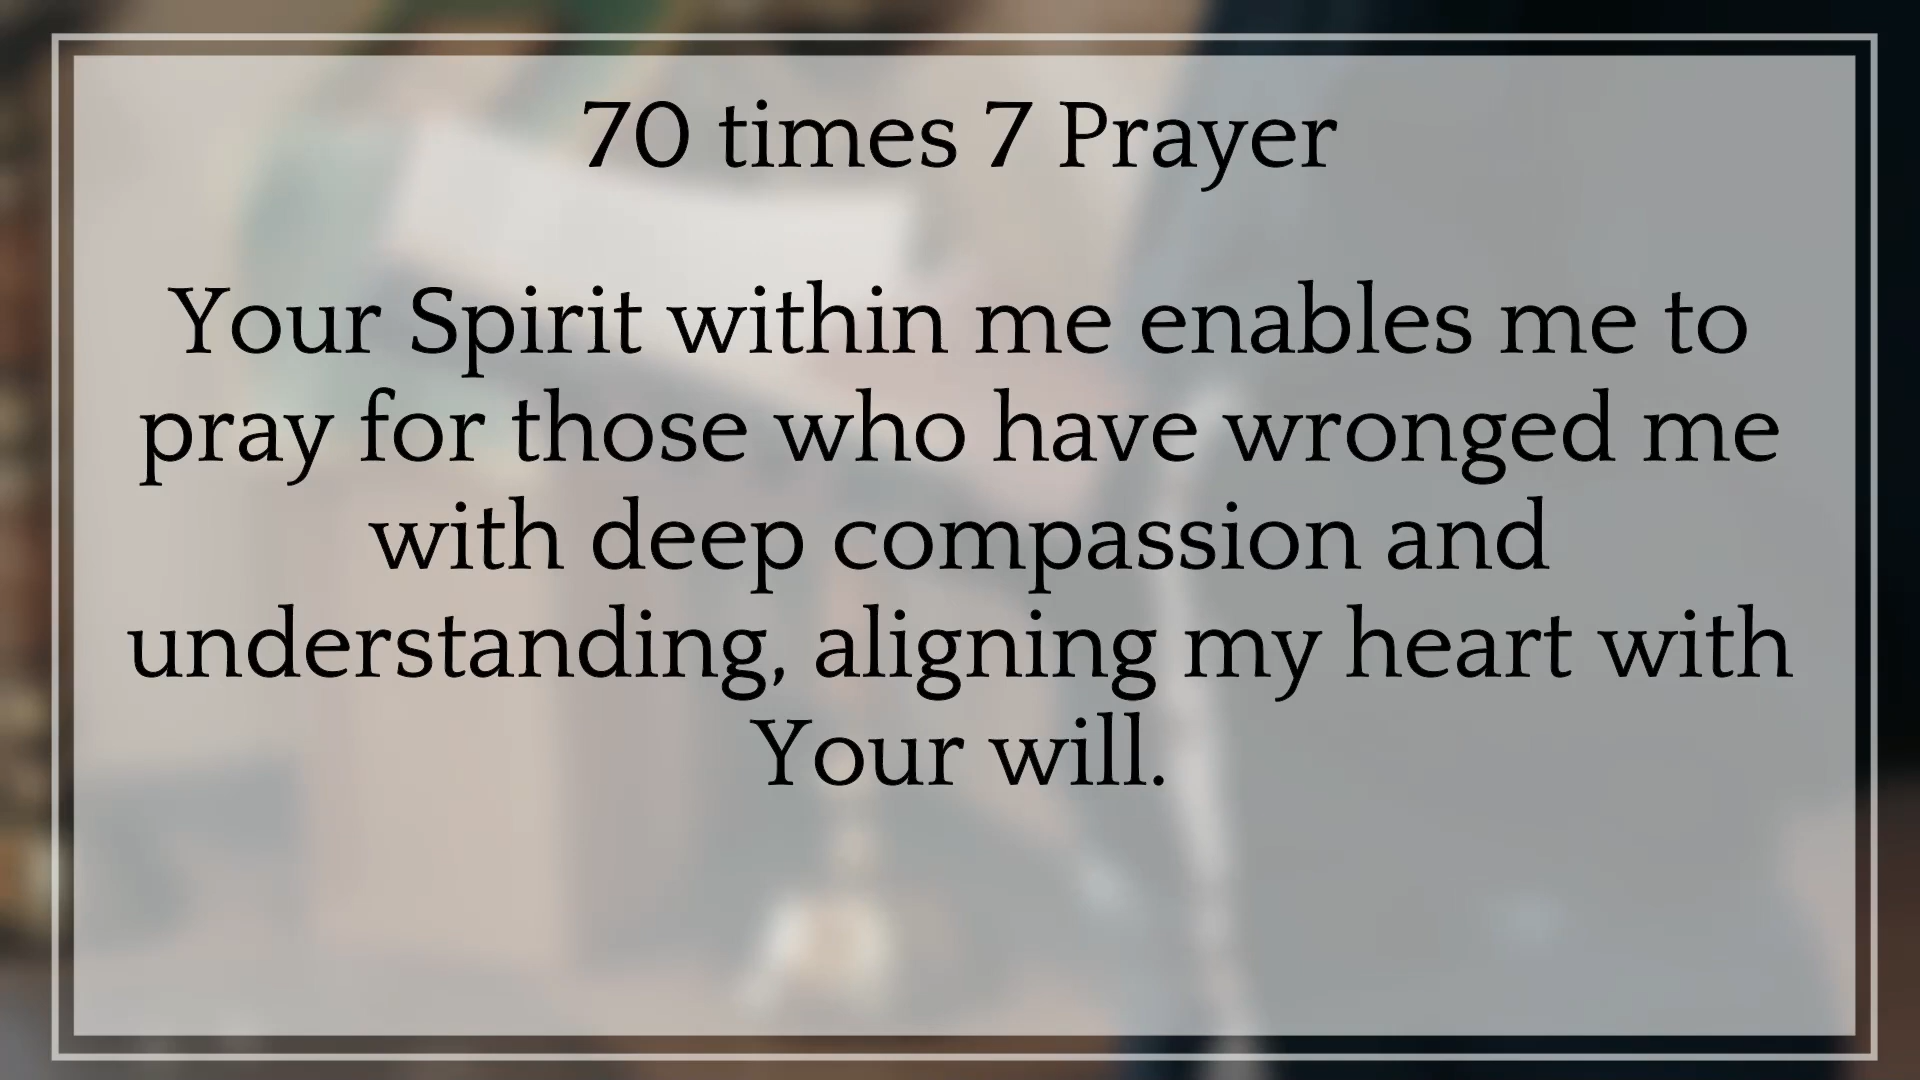 70 times 7 Prayer
Your Spirit within me enables me to
pray for those who have wronged me
with deep compassion and
understanding, aligning my heart with
Your will.